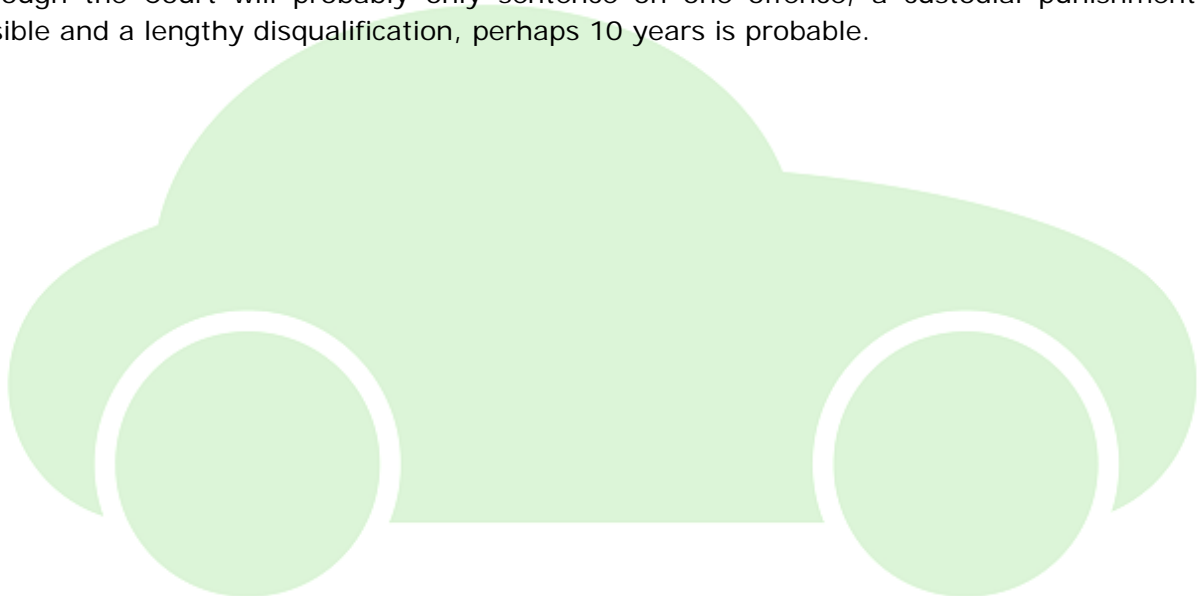 ough the Court will probably only sentence on one offence, a custodial punishment
sible and a lengthy disqualification, perhaps 10 years is probable.